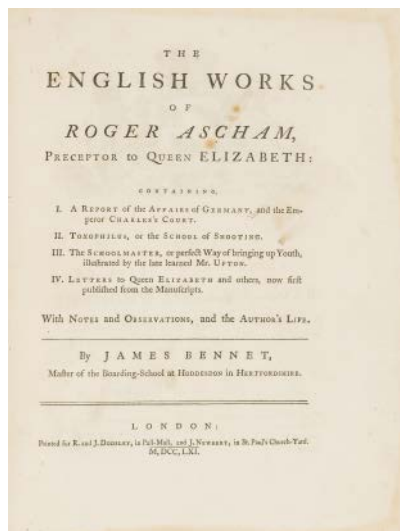 THE
ENGLISH WORKS
OF
ROGER ASCHAM,
PRECEPTOR to QUEEN ELIZABETH:
CONTAINING,
I. A REPORT of the AFFAIRS of GERMANY, and the Em-
peror CHARLES'S COURT.
II. TOXOPHILUS, or the SCHOOL of SHOOTING.
III. The SCHOOLMASTER, or perfect Way of bringing up Youth,
illustrated by the late learned Mr. UPTON.
IV. LETTERS to Queen ELIZABETH and others, now first
published from the Manuscripts.
With NOTES and OBSERVATIONS, and the AUTHOR'S LIFE.
By JAMES BENNET,
Master of the Boarding-School at HODDESDON in HERTFORDSHIRE.
LONDON:
Printed for R. and J. DODSLEY, in Pall-Mall, and J. NEWBERY, in St. Paul's Church-Yard.
M,DCC,LXI.